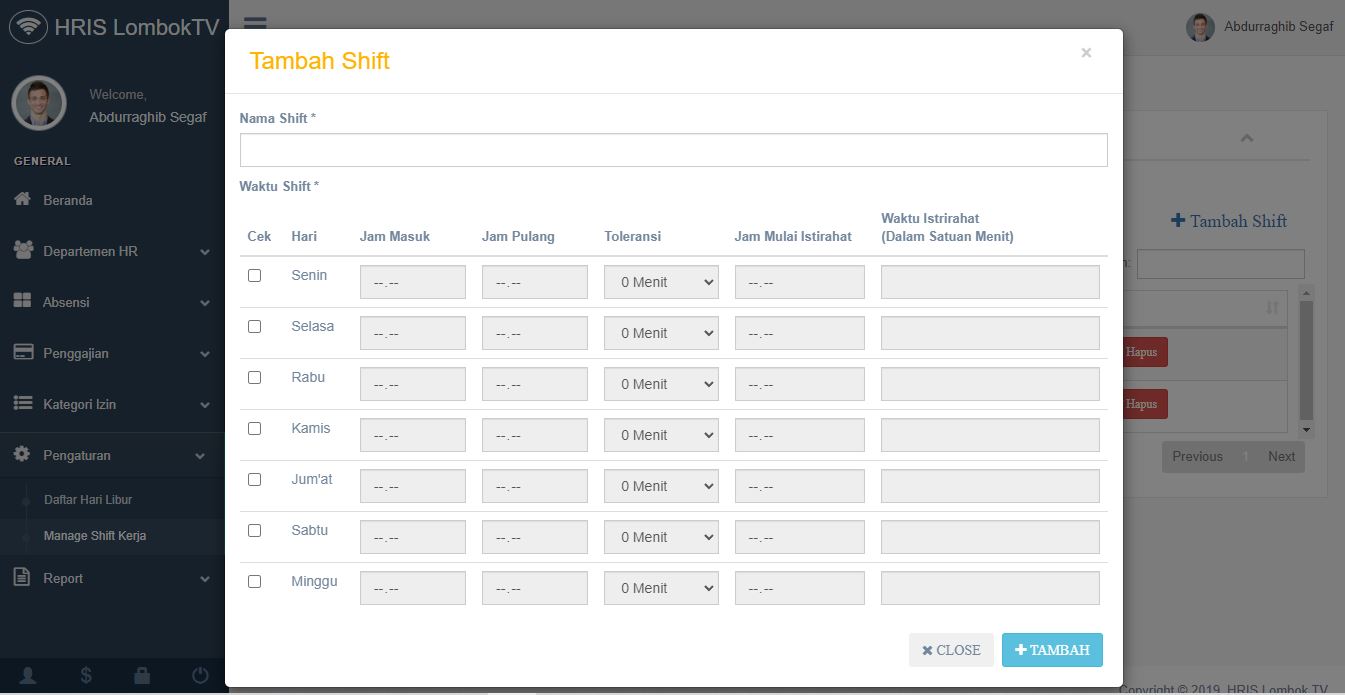 HRIS LombokTV
Abdurraghib Segaf
Welcome,
Abdurraghib Segaf
GENERAL
Beranda
Departemen HR
Absensi
Penggajian
Kategori Izin
Pengaturan
Daftar Hari Libur
Manage Shift Kerja
Report
Tambah Shift
×
Nama Shift *
Waktu Shift *
Cek Hari Jam Masuk Jam Pulang Toleransi Jam Mulai Istirahat Waktu Istrirahat
(Dalam Satuan Menit)
Senin --.-- --.-- 0 Menit --.--
Selasa --.-- --.-- 0 Menit --.--
Rabu --.-- --.-- 0 Menit --.--
Kamis --.-- --.-- 0 Menit --.--
Jum'at --.-- --.-- 0 Menit --.--
Sabtu --.-- --.-- 0 Menit --.--
Minggu --.-- --.-- 0 Menit --.--
CLOSE TAMBAH
Tambah Shift
Hapus
Hapus
Previous 1 Next
Copyright © 2019 HRIS Lombok TV